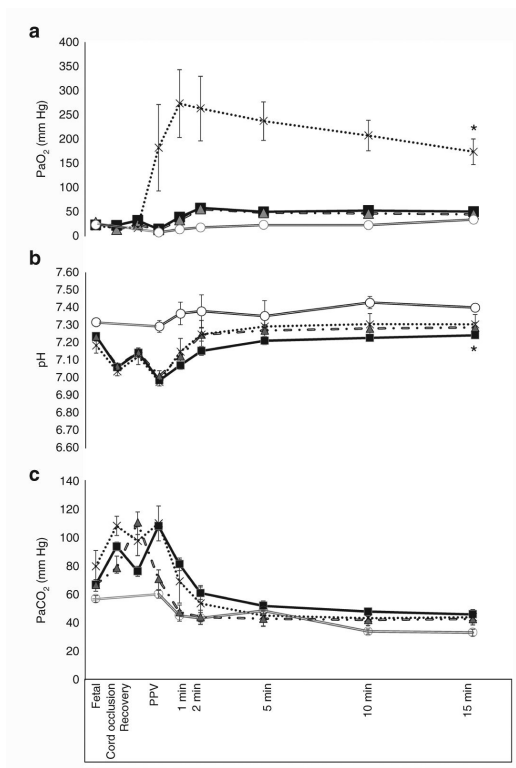 a
400
350
300
250
200
150
100
50
0
PaO2 (mm Hg)
*
b
7.60
7.50
7.40
7.30
7.20
7.10
7.00
6.90
6.80
6.70
6.60
pH
*
c
140
120
100
80
60
40
20
0
PaCO2 (mm Hg)
Fetal
Cord occlusion
Recovery
PPV
1 min
2 min
5 min
10 min
15 min